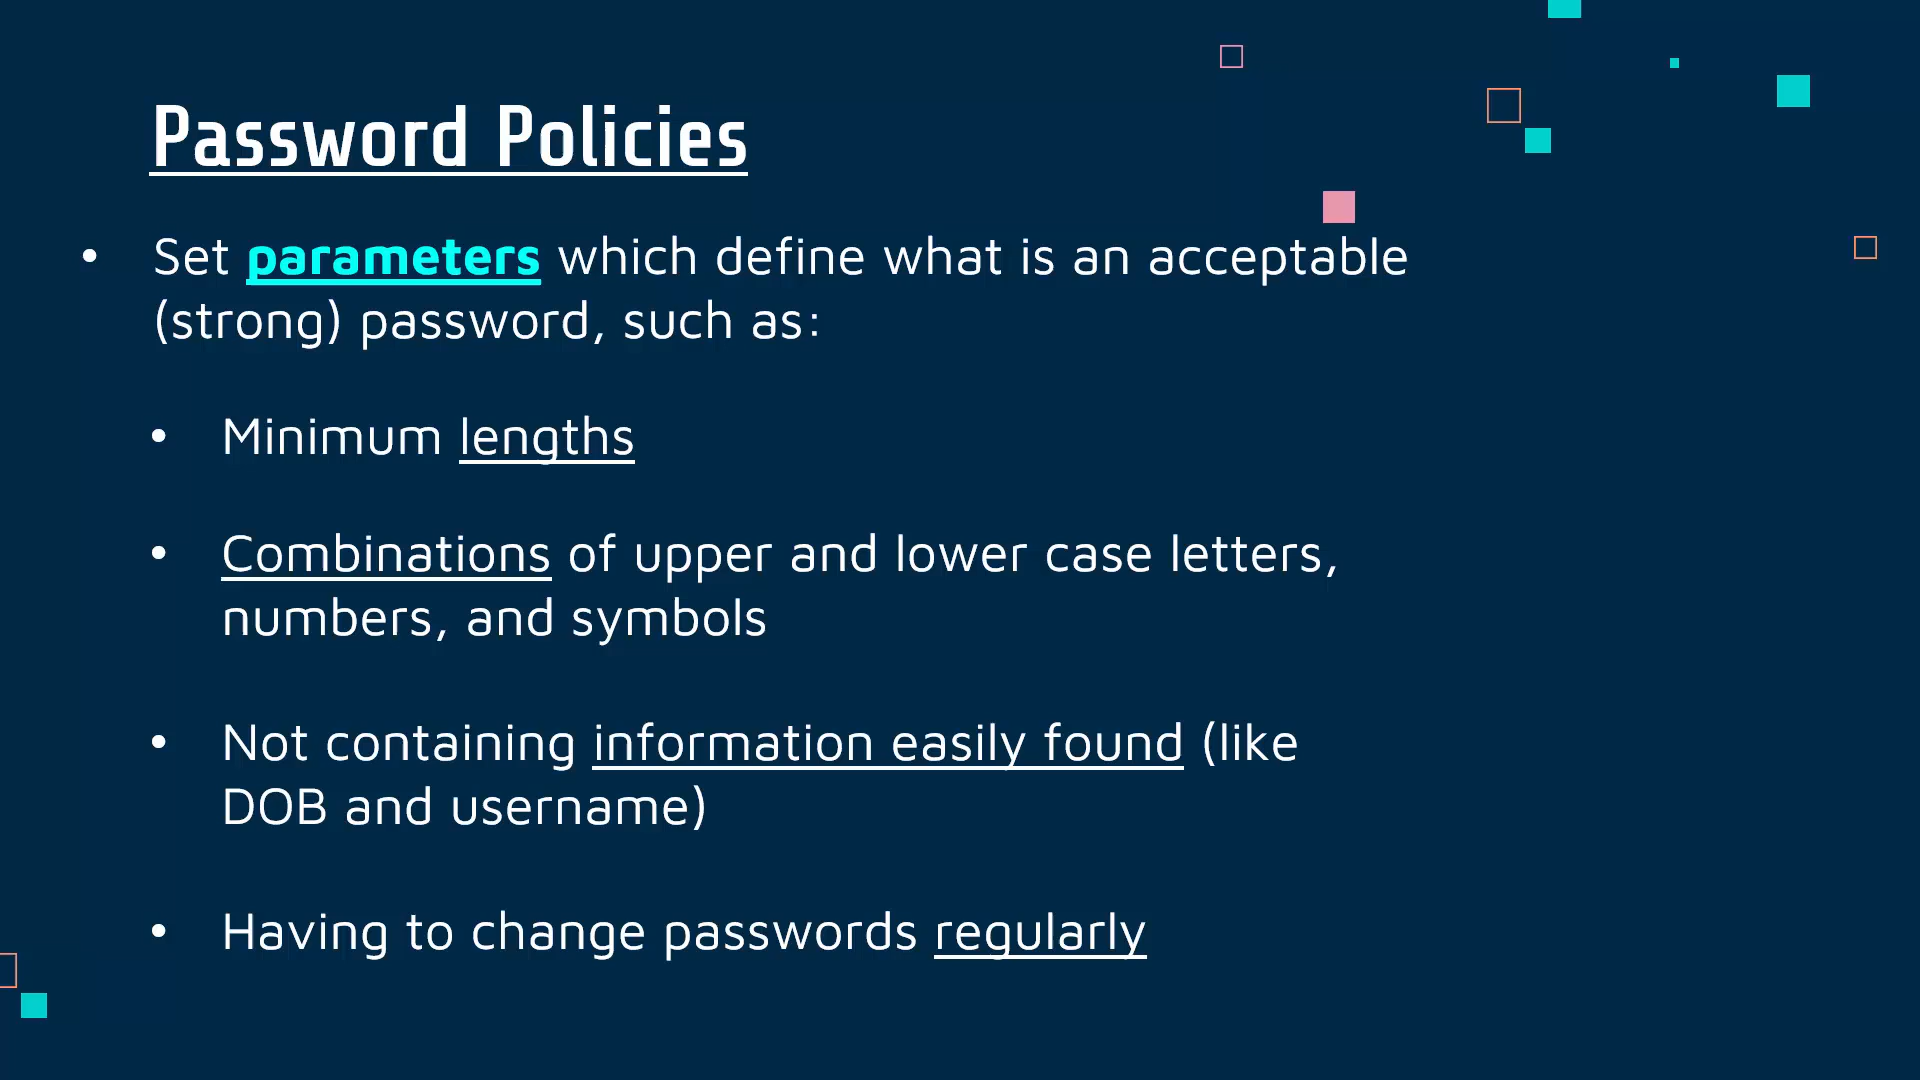 Password Policies
• Set parameters which define what is an acceptable
(strong) password, such as:
• Minimum lengths
• Combinations of upper and lower case letters,
numbers, and symbols
• Not containing information easily found (like
DOB and username)
• Having to change passwords regularly